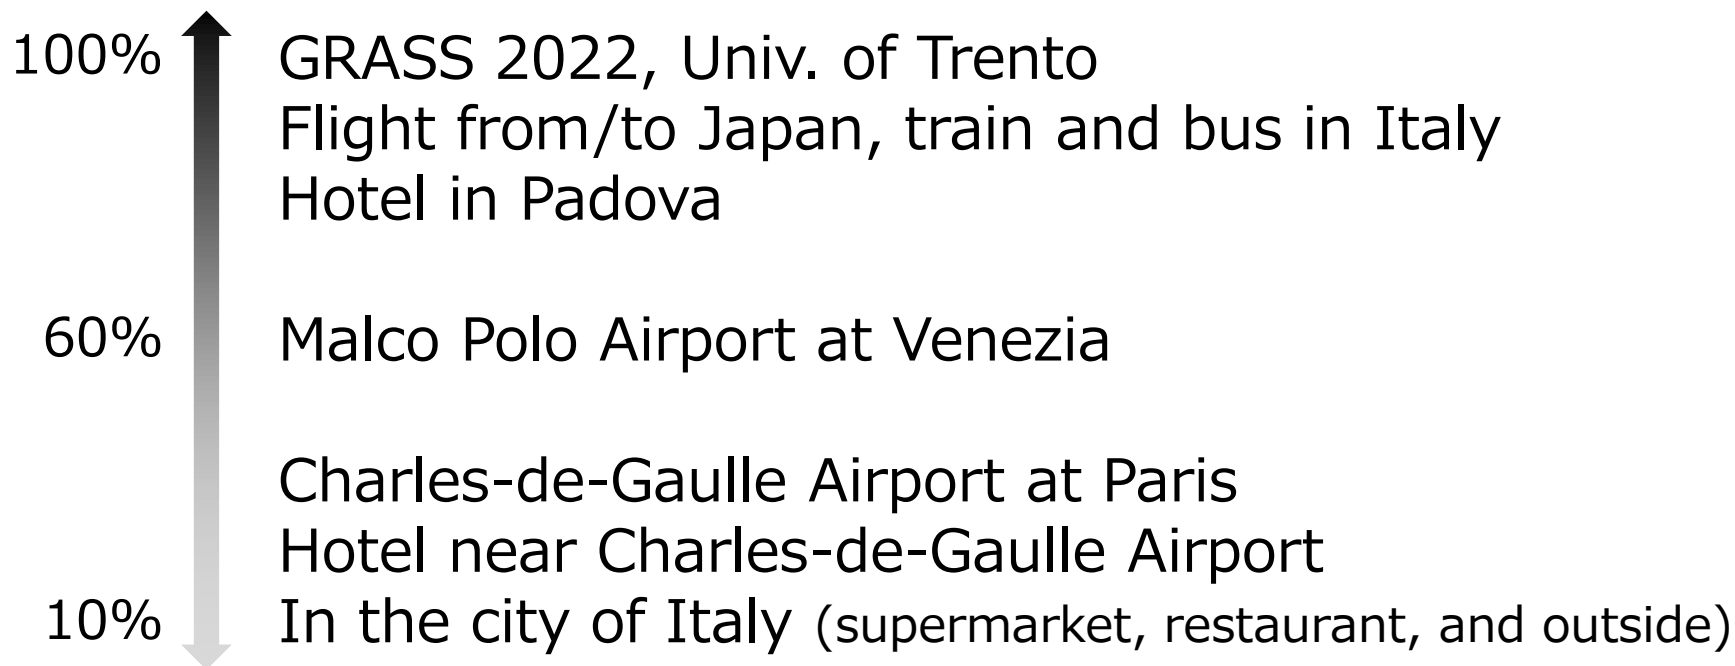 100% GRASS 2022, Univ. of Trento
Flight from/to Japan, train and bus in Italy
Hotel in Padova
60% Malco Polo Airport at Venezia
Charles-de-Gaulle Airport at Paris
Hotel near Charles-de-Gaulle Airport
10% In the city of Italy (supermarket, restaurant, and outside)